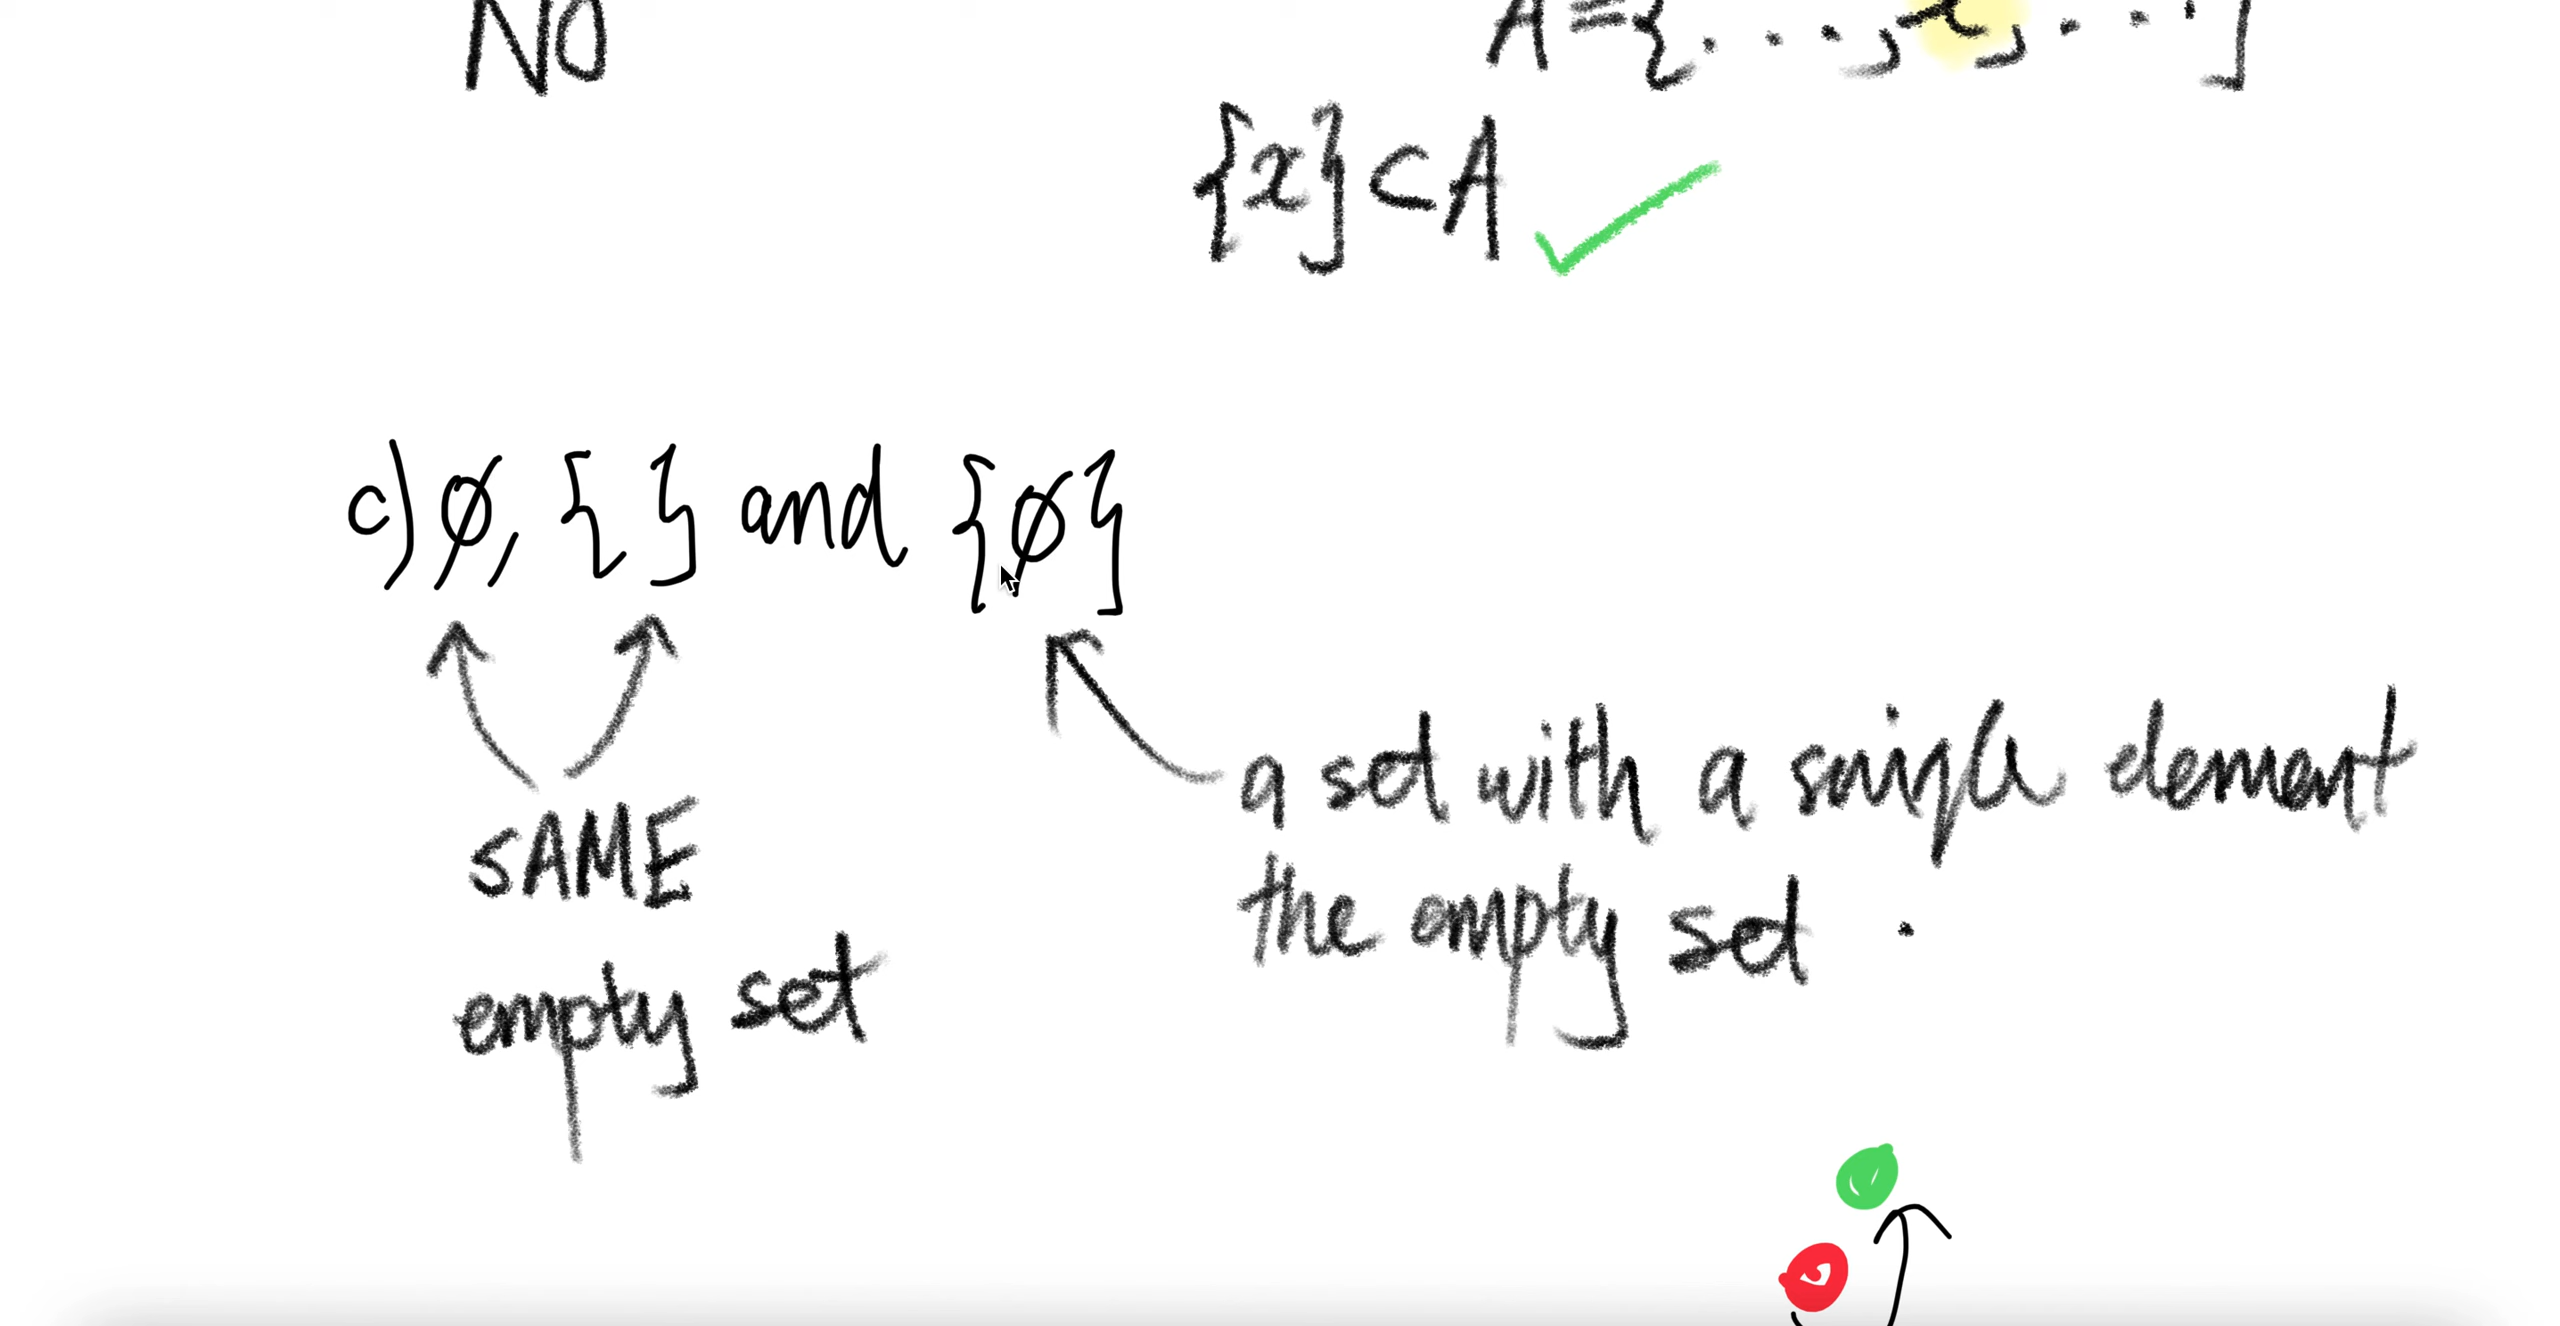 NO
A = {. . . , x, . . . }
{x} ⊂ A
c) ∅, { } and {∅}
SAME
empty set
a set with a single element
the empty set .